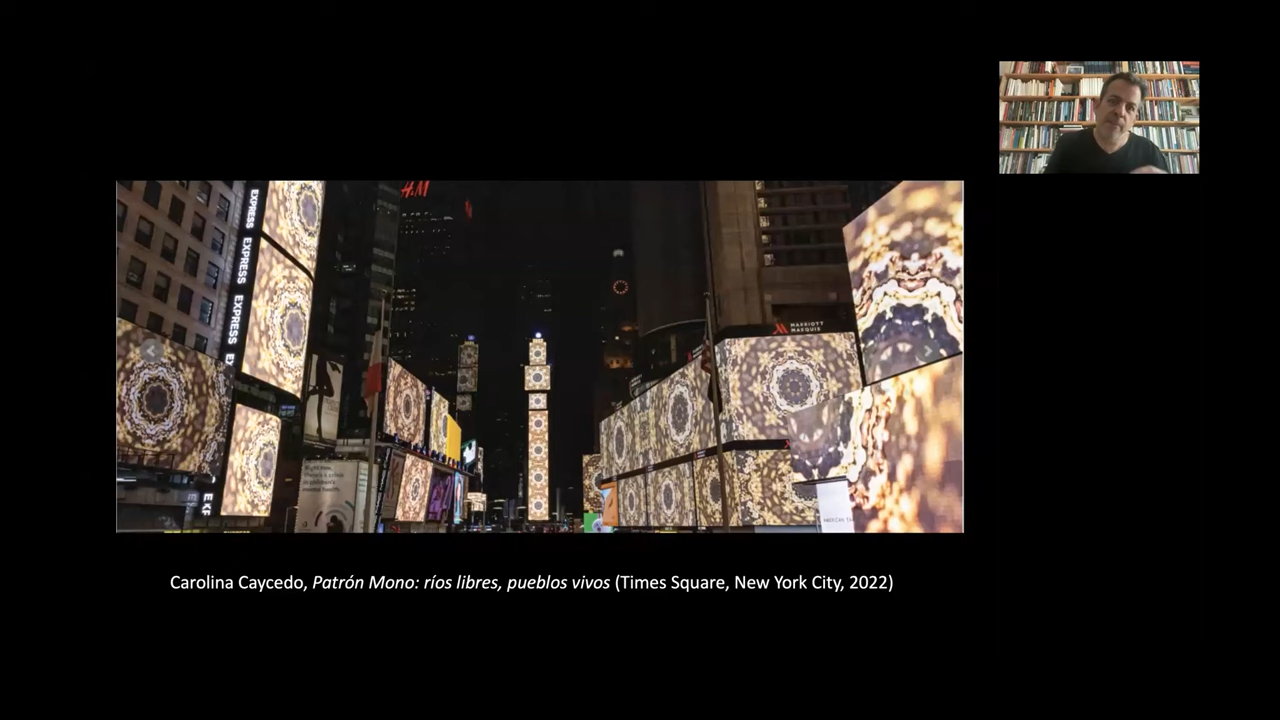 H&M
EXPRESS
EXPRESS
EXPRESS
MARRIOTT
MARQUIS
Carolina Caycedo, Patrón Mono: ríos libres, pueblos vivos (Times Square, New York City, 2022)